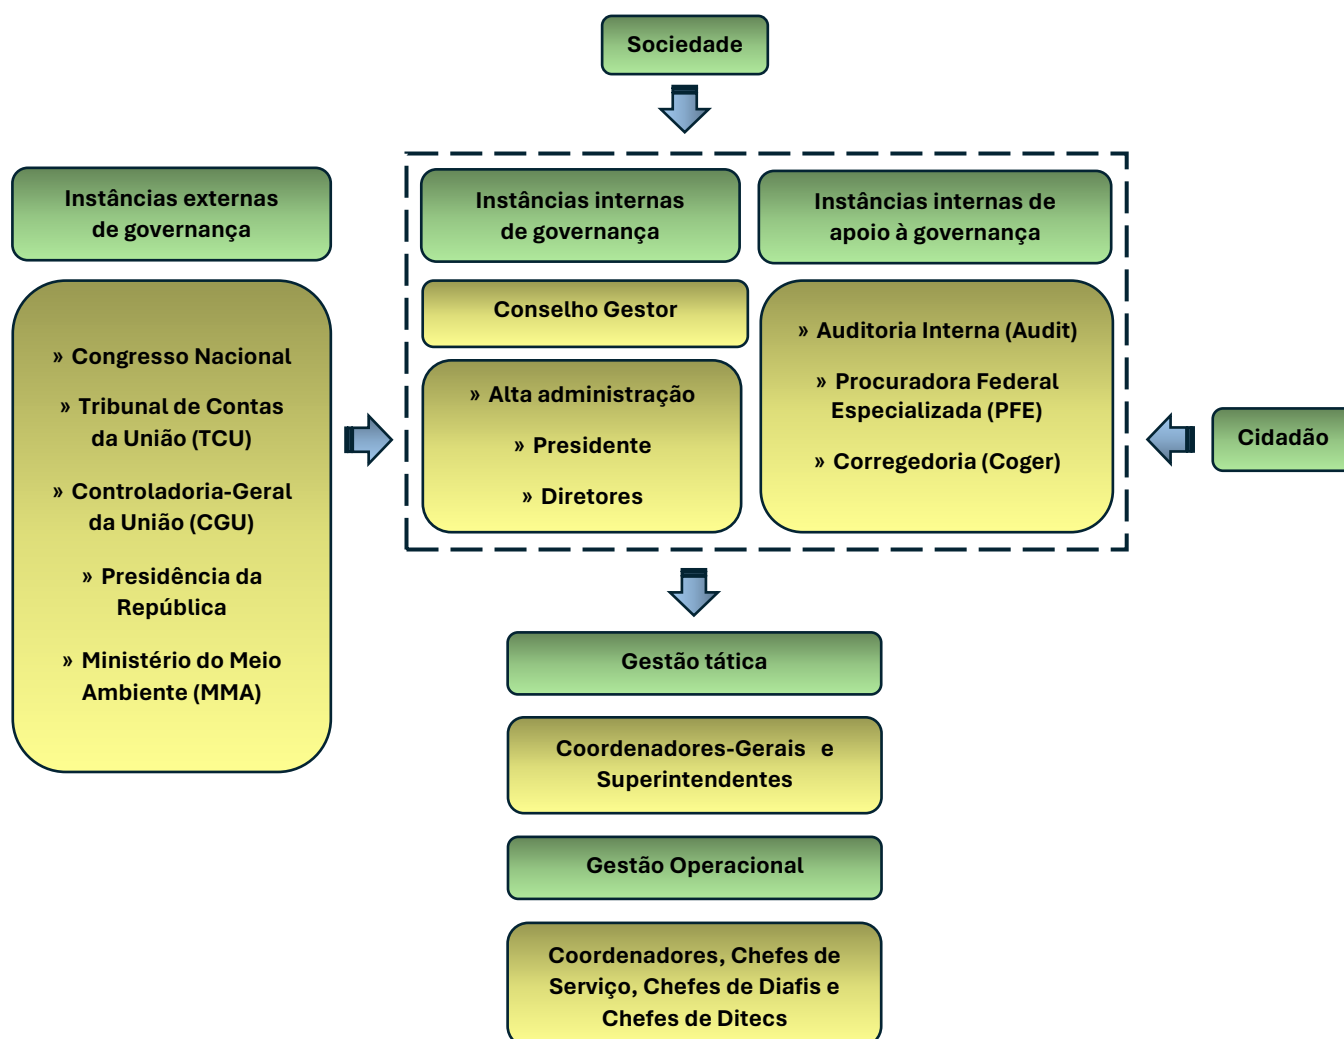 Sociedade
Instâncias externas
de governança
» Congresso Nacional
» Tribunal de Contas
da União (TCU)
» Controladoria-Geral
da União (CGU)
» Presidência da
República
» Ministério do Meio
Ambiente (MMA)
Instâncias internas
de governança
Conselho Gestor
» Alta administração
» Presidente
» Diretores
Instâncias internas de
apoio à governança
» Auditoria Interna (Audit)
» Procuradora Federal
Especializada (PFE)
» Corregedoria (Coger)
Cidadão
Gestão tática
Coordenadores-Gerais e
Superintendentes
Gestão Operacional
Coordenadores, Chefes de
Serviço, Chefes de Diafis e
Chefes de Ditecs